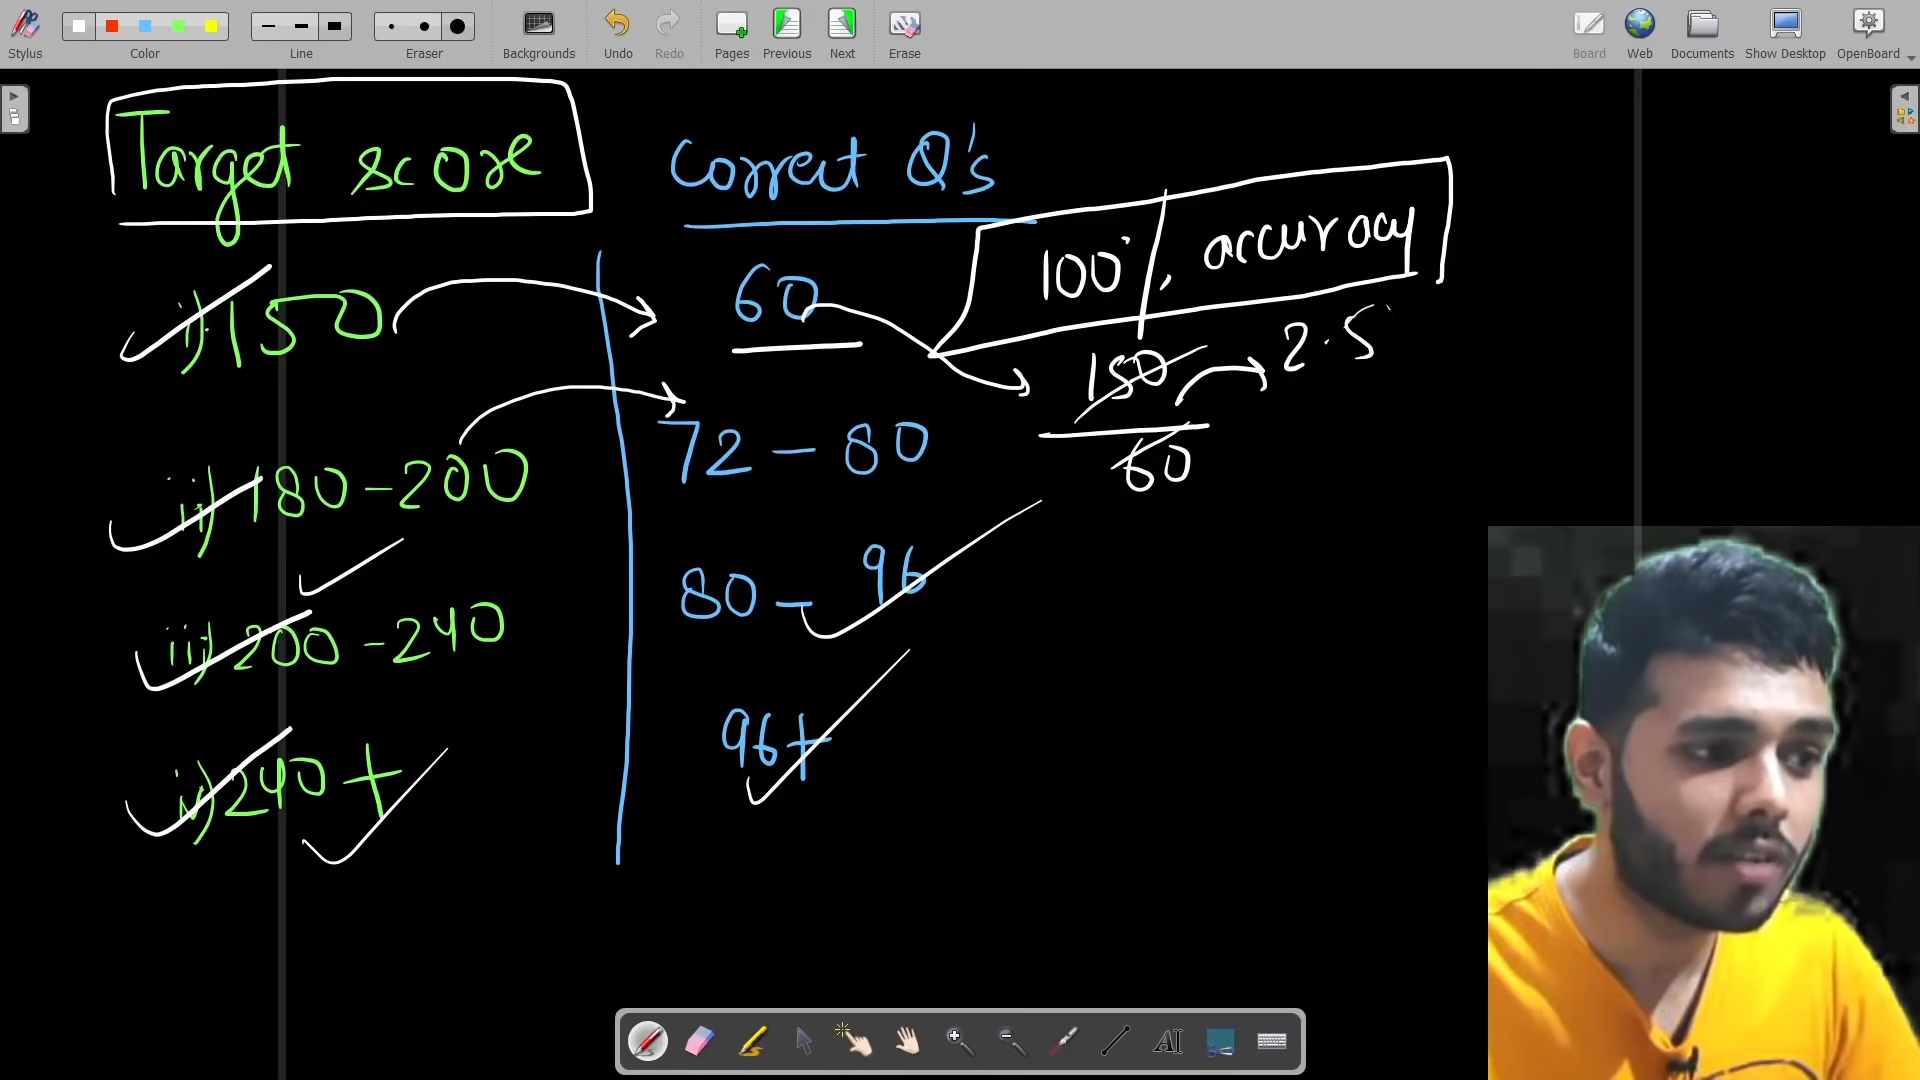 Stylus Color Line Eraser Backgrounds Undo Redo Pages Previous Next Erase Board Web Documents Show Desktop OpenBoard
Target score Correct Q's
100% accuracy
i) 150 60
150
60
2.5
ii) 180 - 200 72 - 80
iii) 200 - 240 80 - 96
iv) 240 + 96+
AI